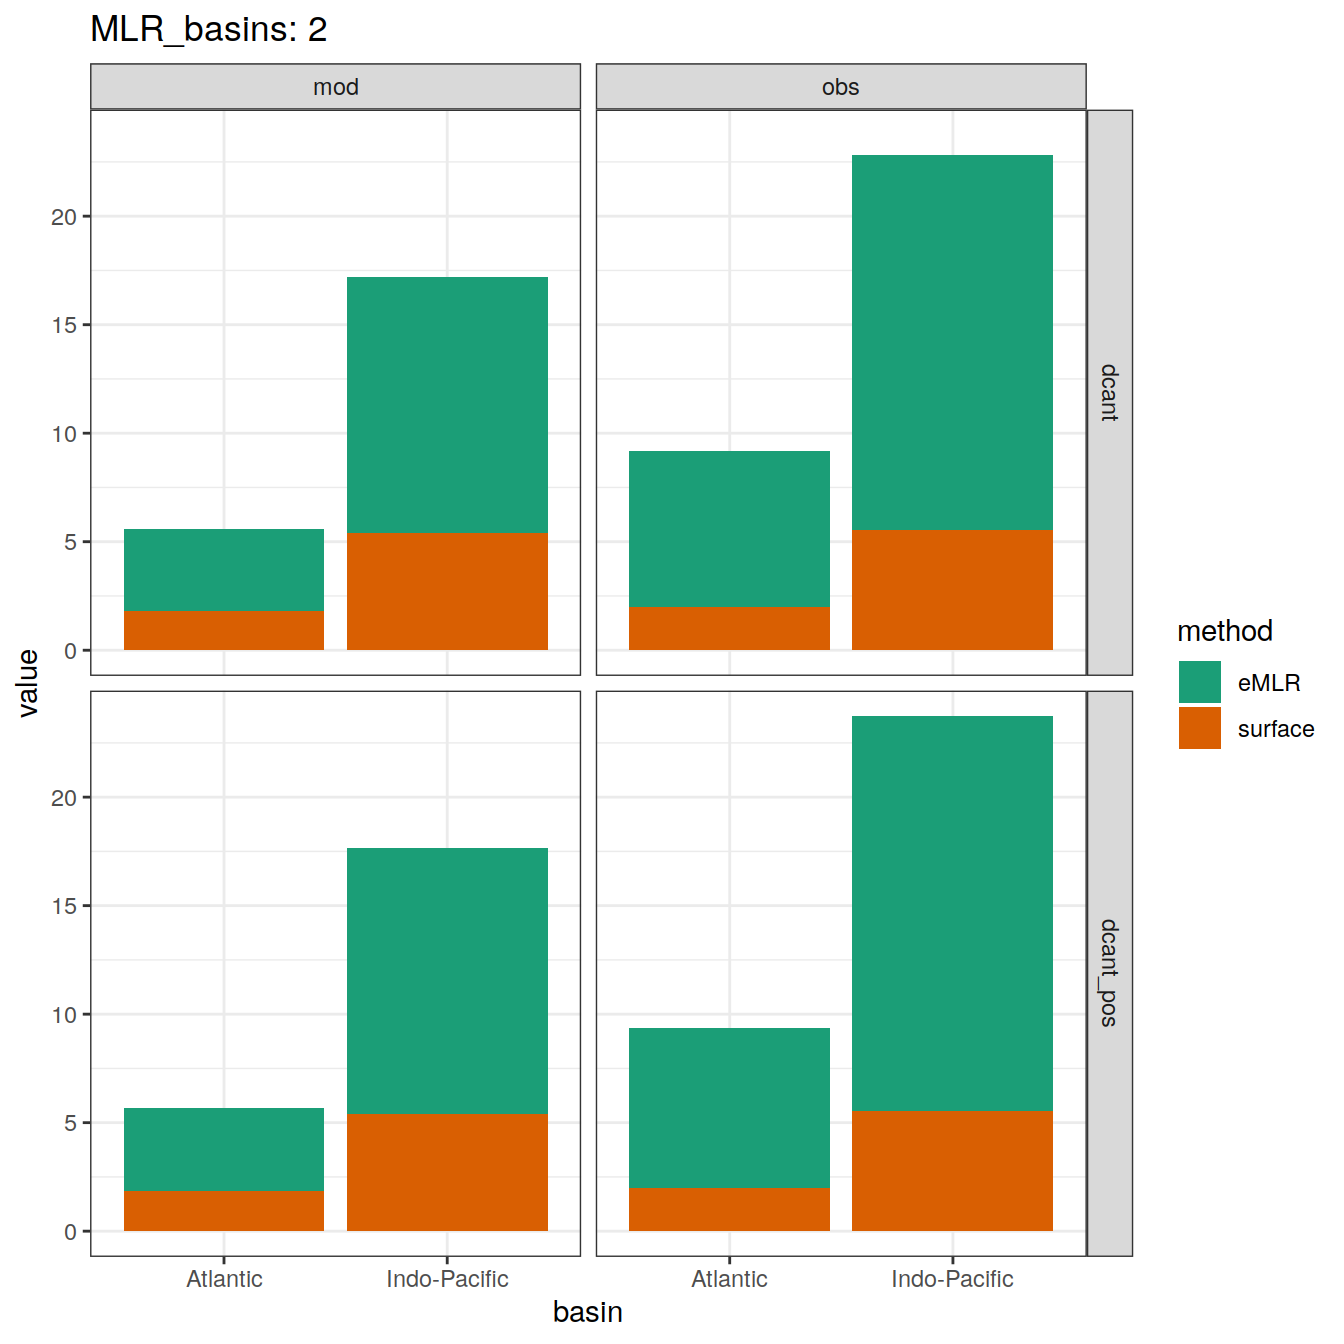 MLR_basins: 2
mod
obs
20
15
10
5
0
dcant
20
15
10
5
0
dcant_pos
value
Atlantic
Indo-Pacific
Atlantic
Indo-Pacific
basin
method
eMLR
surface